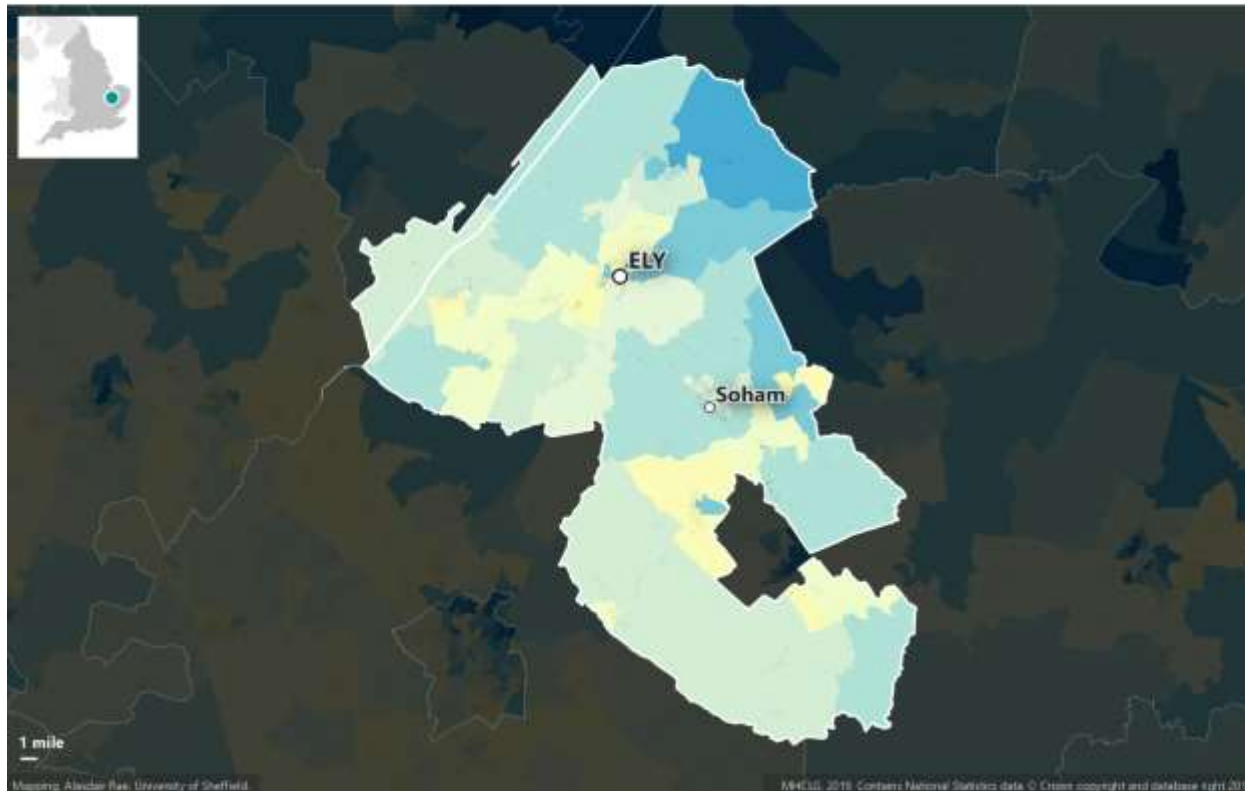 ELY
Soham
1 mile
Mapping: Alasdair Rae, University of Sheffield.
MHCLG, 2019. Contains National Statistics data. © Crown copyright and database right 201